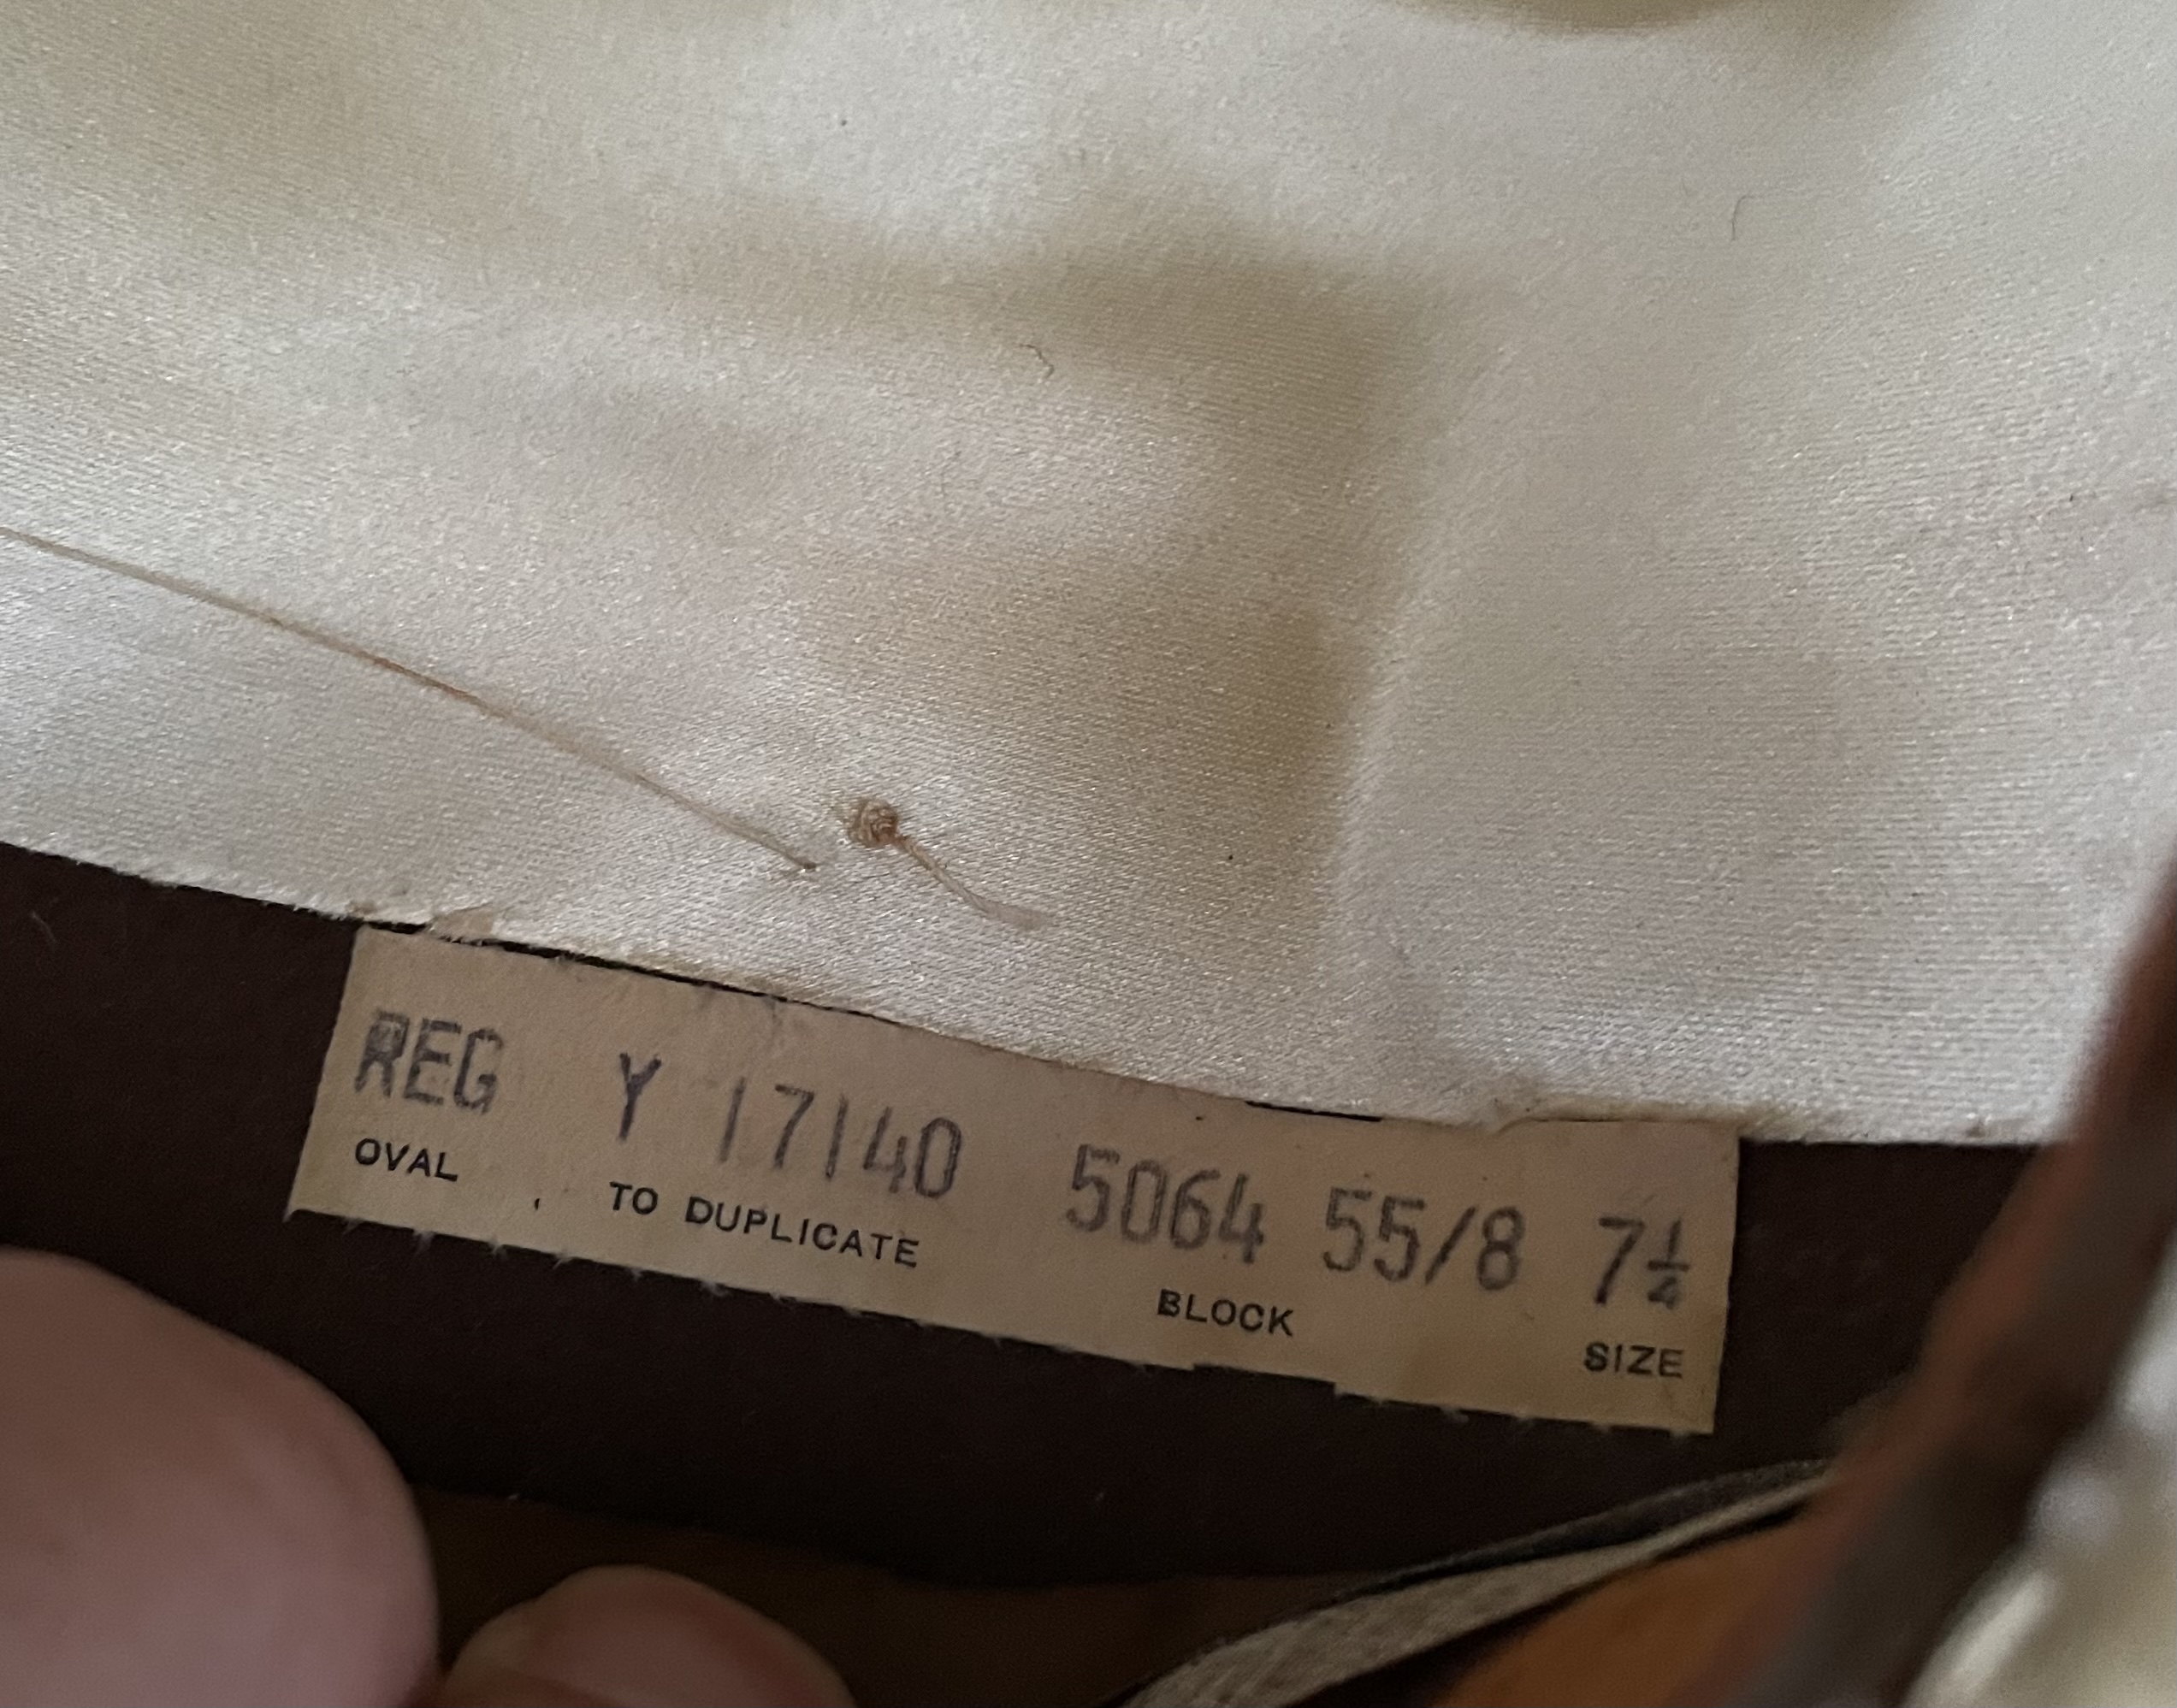 REG Y 17140 5064 55/8 7¼
OVAL TO DUPLICATE BLOCK SIZE